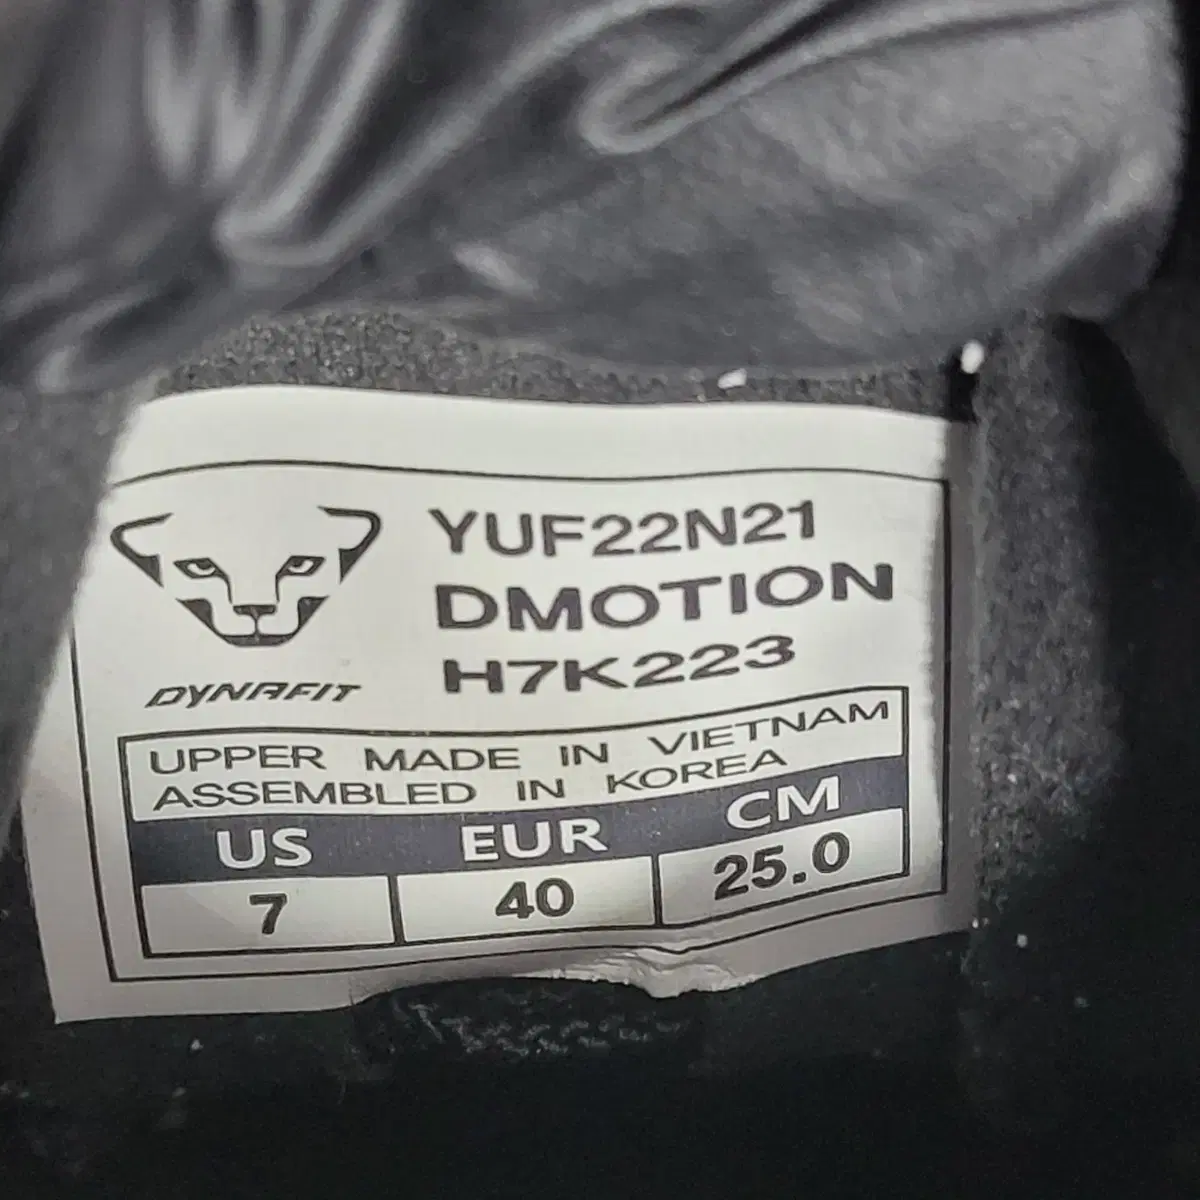 YUF22N21
DMOTION
H7K223
DYNAFIT
UPPER MADE IN VIETNAM
ASSEMBLED IN KOREA
US EUR CM
7 40 25.0